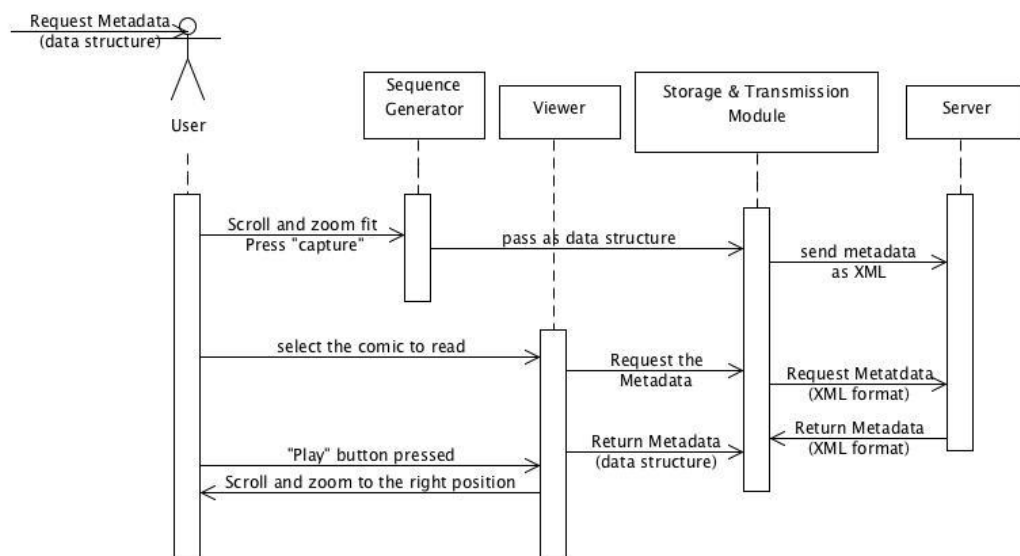 Request Metadata
(data structure)
User
Sequence
Generator
Viewer
Storage & Transmission
Module
Server
Scroll and zoom fit
Press "capture"
pass as data structure
send metadata
as XML
select the comic to read
Request the
Metadata
Request Metatdata
(XML format)
Return Metadata
(XML format)
"Play" button pressed
Return Metadata
(data structure)
Scroll and zoom to the right position